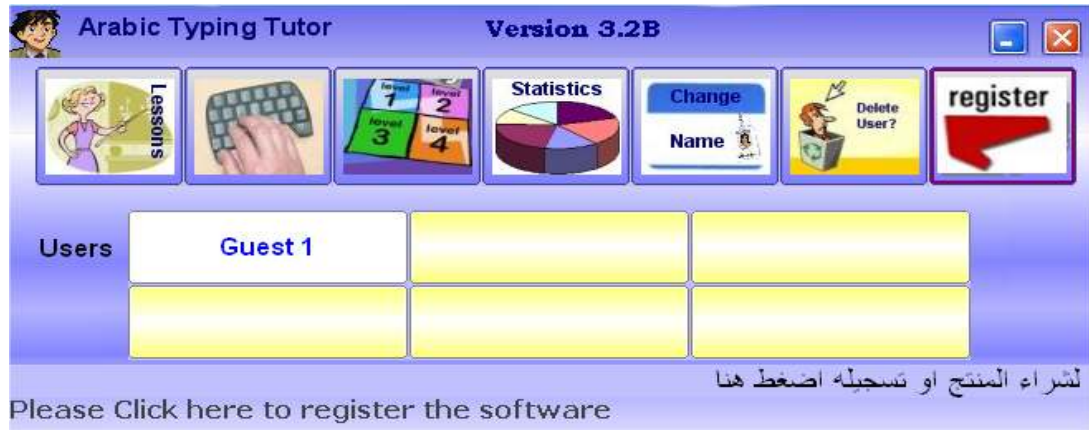 Arabic Typing Tutor Version 3.2B
Lessons
level 1
level 2
level 3
level 4
Statistics
Change
Name
Delete
User?
register
Users
Guest 1
لشراء المنتج او تسجيله اضغط هنا
Please Click here to register the software